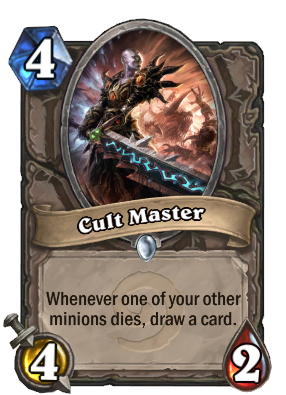 4
Cult Master
Whenever one of your other
minions dies, draw a card.
4
2